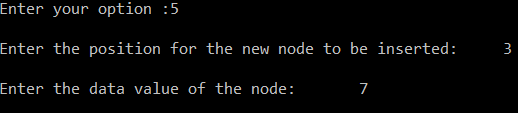 Enter your option :5
Enter the position for the new node to be inserted:     3
Enter the data value of the node:       7